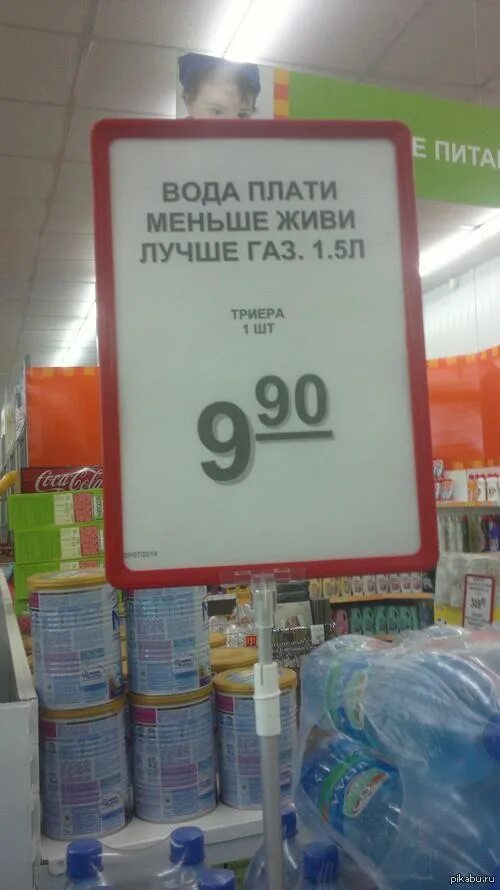 Е ПИТА
ВОДА ПЛАТИ
МЕНЬШЕ ЖИВИ
ЛУЧШЕ ГАЗ. 1.5Л
ТРИЕРА
1 ШТ
9 90
Coca-Cola
pikabu.ru